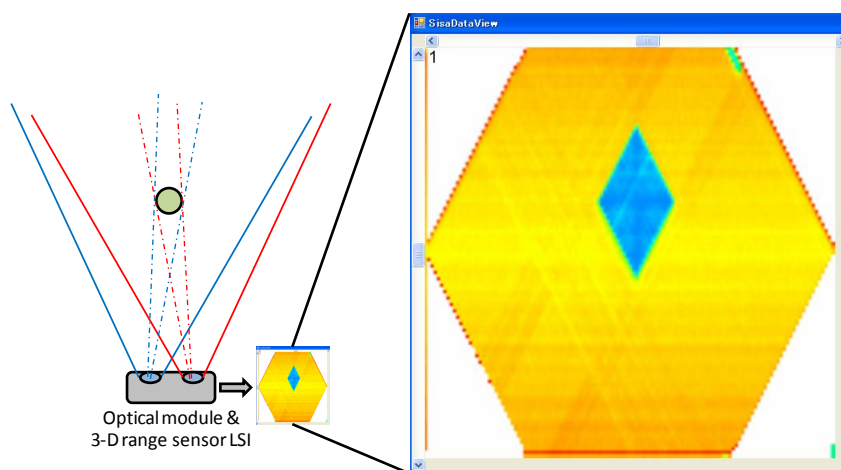 SisaDataView
1
Optical module &
3-D range sensor LSI